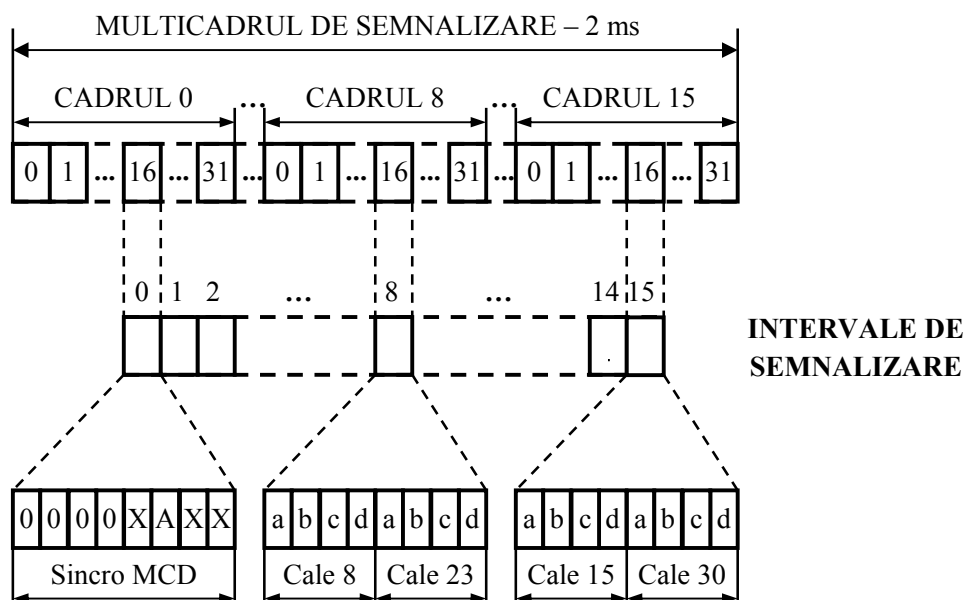 MULTICADRUL DE SEMNALIZARE – 2 ms
CADRUL 0 ... CADRUL 8 ... CADRUL 15
0 1 ... 16 ... 31 ... 0 1 ... 16 ... 31 ... 0 1 ... 16 ... 31
0 1 2 ... 8 ... 14 15
INTERVALE DE
SEMNALIZARE
0 0 0 0 X A X X a b c d a b c d a b c d a b c d
Sincro MCD Cale 8 Cale 23 Cale 15 Cale 30